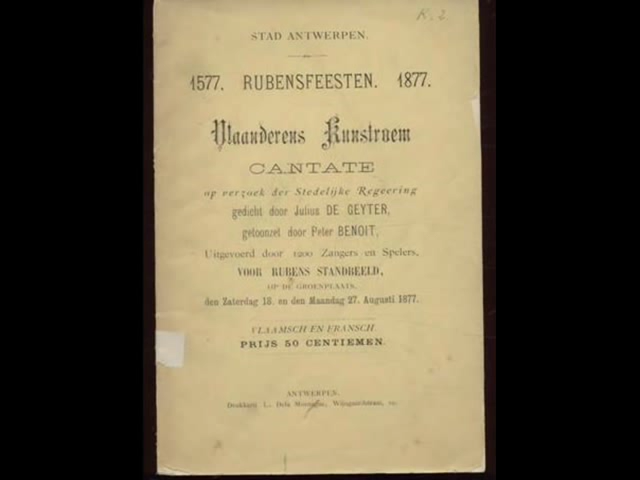 K. 2
STAD ANTWERPEN.
1577. RUBENSFEESTEN. 1877.
Vlaanderens Kunstroem
CANTATE
op verzoek der Stedelijke Regeering
gedicht door Julius DE GEYTER,
getoonzet door Peter BENOIT,
Uitgevoerd door 1200 Zangers en Spelers,
VOOR RUBENS STANDBEELD,
OP DE GROENPLAATS,
den Zaterdag 18. en den Maandag 27. Augusti 1877.
VLAAMSCH EN FRANSCH.
PRIJS 50 CENTIEMEN.
ANTWERPEN,
Drukkerij L. Dela Montagne, Wijngaardstraat,